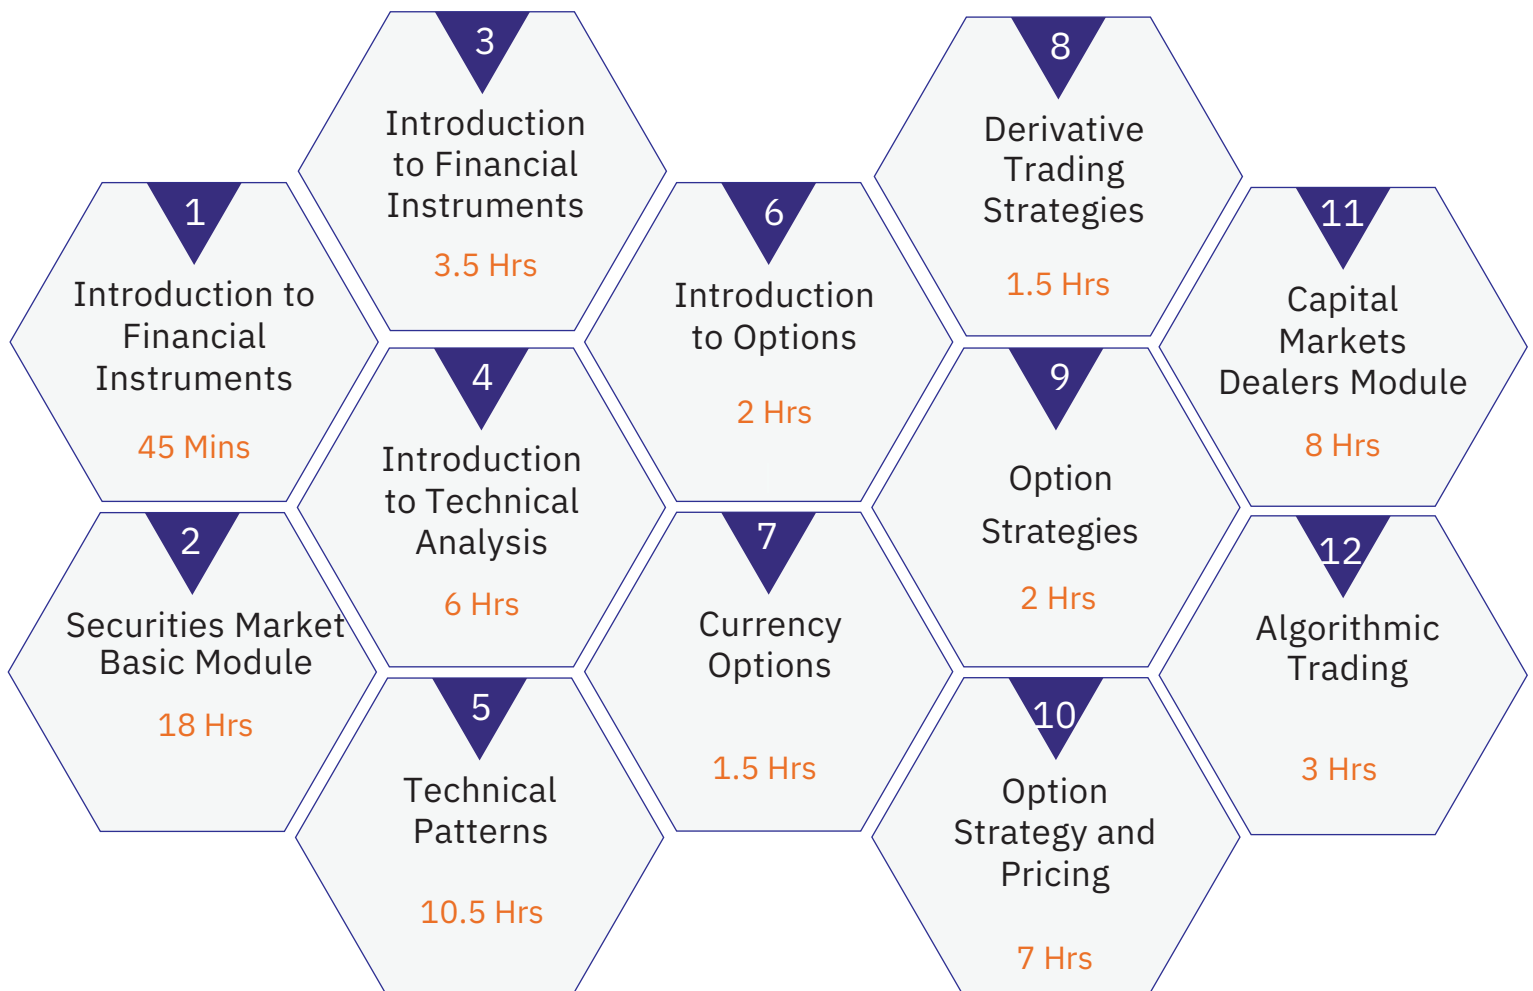 1
Introduction to
Financial
Instruments
45 Mins
2
Securities Market
Basic Module
18 Hrs
3
Introduction
to Financial
Instruments
3.5 Hrs
4
Introduction
to Technical
Analysis
6 Hrs
5
Technical
Patterns
10.5 Hrs
6
Introduction
to Options
2 Hrs
7
Currency
Options
1.5 Hrs
8
Derivative
Trading
Strategies
1.5 Hrs
9
Option
Strategies
2 Hrs
10
Option
Strategy and
Pricing
7 Hrs
11
Capital
Markets
Dealers Module
8 Hrs
12
Algorithmic
Trading
3 Hrs